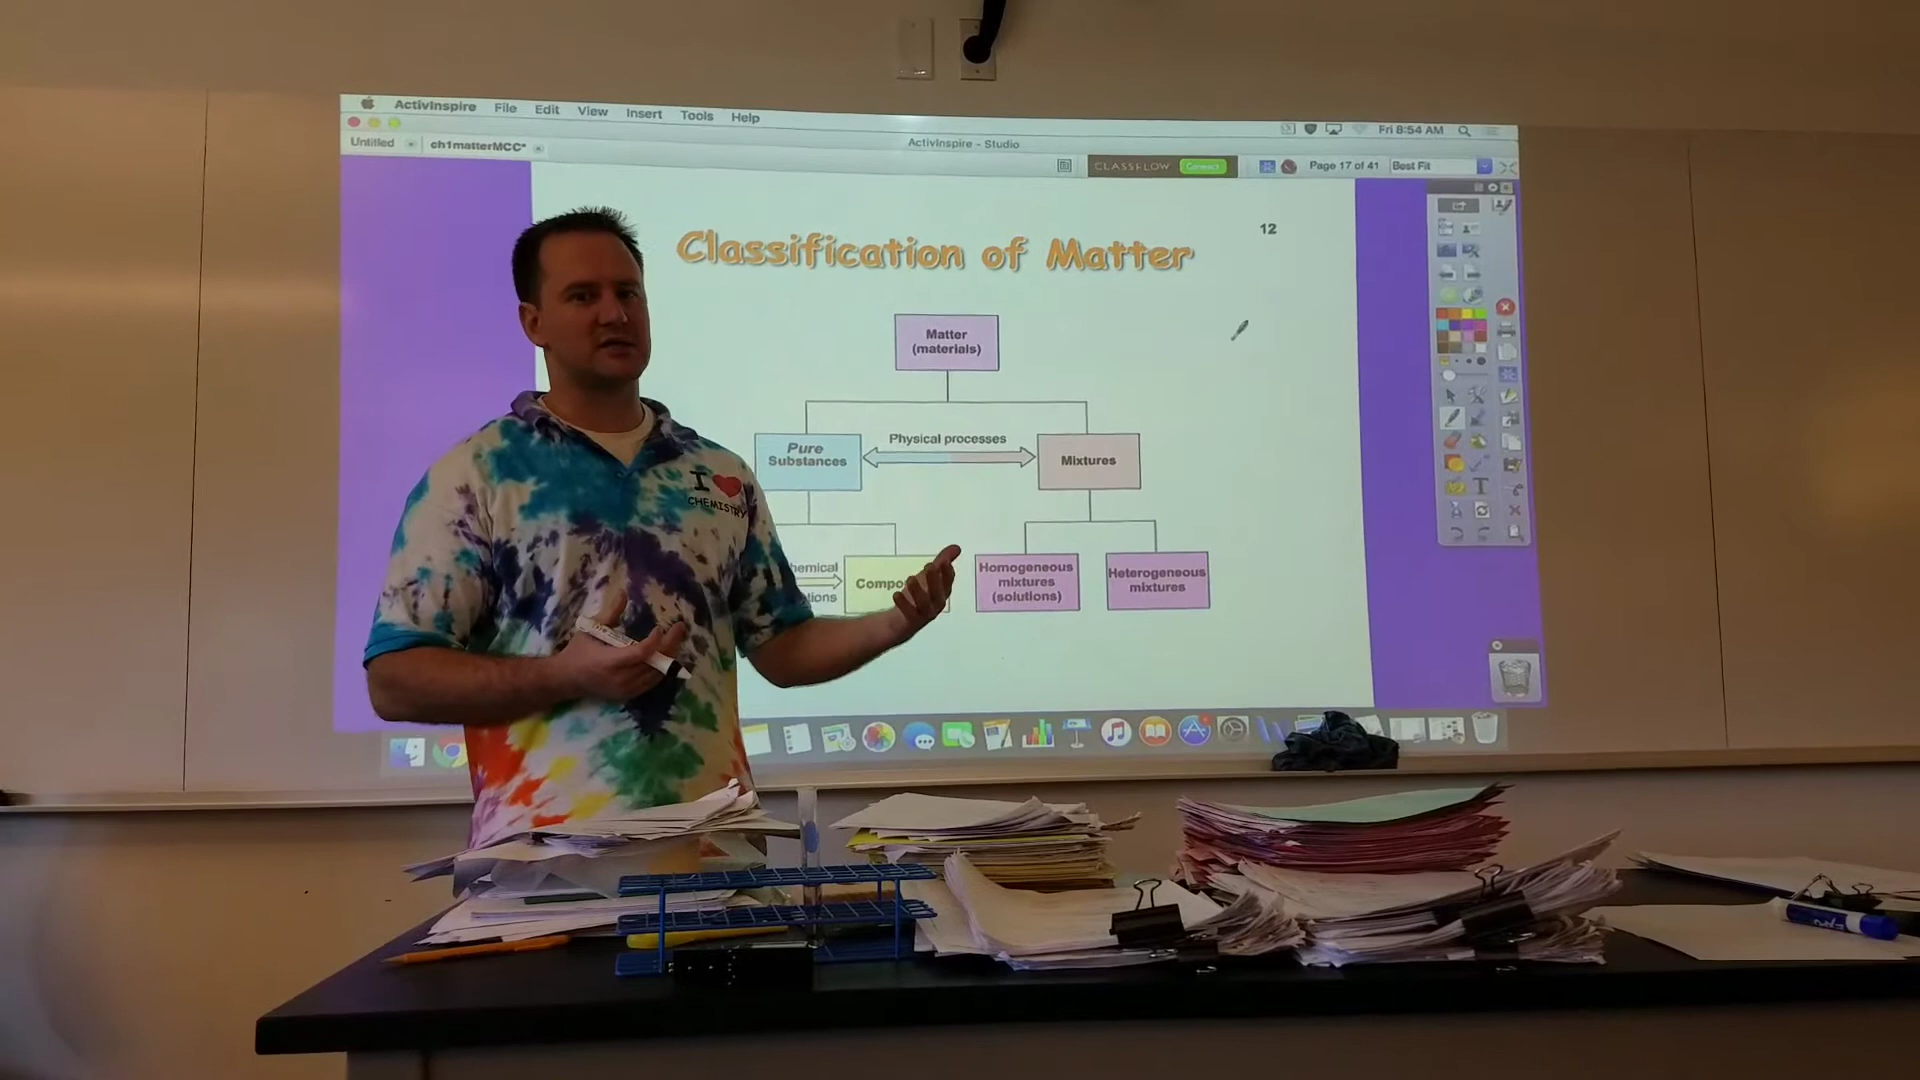 ActivInspire File Edit View Insert Tools Help
Fri 8:54 AM
Untitled
ch1matterMCC*
ActivInspire - Studio
CLASSFLOW
Connect
Page 17 of 41
Best Fit
12
Classification of Matter
Matter
(materials)
Pure
Substances
Physical processes
Mixtures
hemical
tions
Compo
Homogeneous
mixtures
(solutions)
Heterogeneous
mixtures
I
CHEMISTRY
T